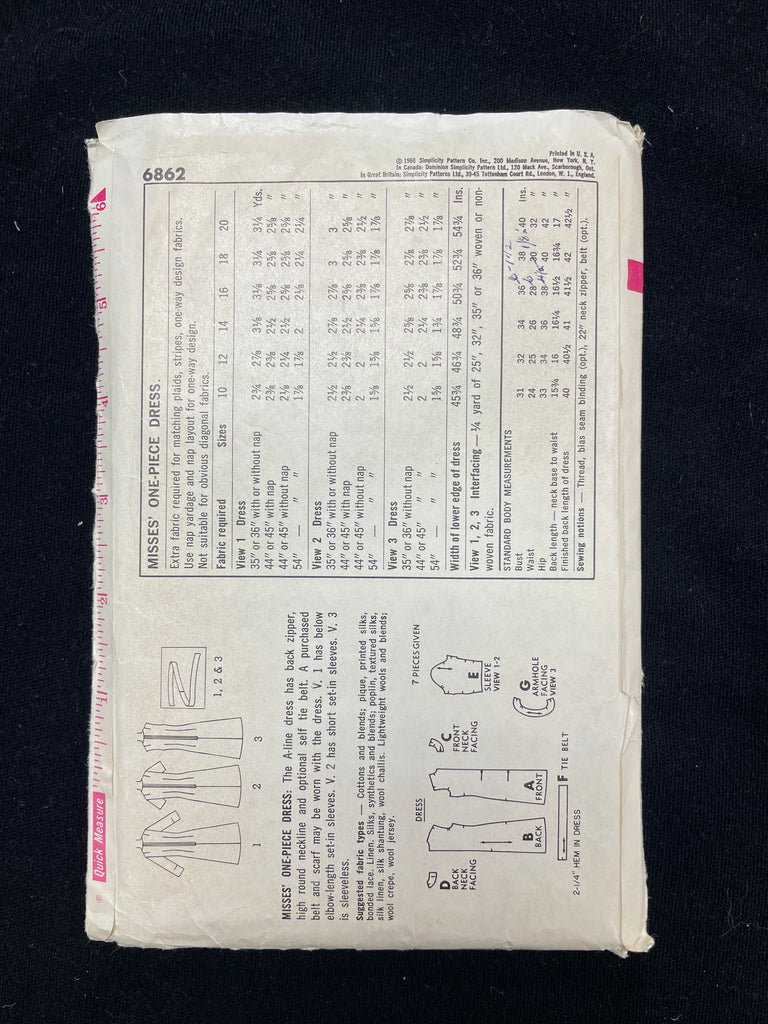 6862
© 1966 Simplicity Pattern Co., Inc., 200 Madison Avenue, New York, N. Y.
Printed in U. S. A.
In Canada: Dominion Simplicity Pattern Ltd., 120 Mack Ave., Scarborough, Ont.
In Great Britain: Simplicity Patterns Ltd., 39-45 Tottenham Court Rd., London, W. 1., England.
Quick Measure
2 3 4 5 6
1 2 3
1, 2 & 3
MISSES' ONE-PIECE DRESS: The A-line dress has back zipper,
high round neckline and optional self tie belt. A purchased
belt and scarf may be worn with the dress. V. 1 has below
elbow-length set-in sleeves. V. 2 has short set-in sleeves. V. 3
is sleeveless.
Suggested fabric types — Cottons and blends; pique, printed silks,
bonded lace. Linen. Silks, synthetics and blends; poplin, textured silks,
silk linen, silk shantung, wool challis. Lightweight wools and blends;
wool crepe, wool jersey.
DRESS
7 PIECES GIVEN
D
BACK
NECK
FACING
B
BACK
A
FRONT
C
FRONT
NECK
FACING
E
SLEEVE
VIEW 1-2
G
ARMHOLE
FACING
VIEW 3
F TIE BELT
2-1/4" HEM IN DRESS
MISSES' ONE-PIECE DRESS.
Extra fabric required for matching plaids, stripes, one-way design fabrics.
Use nap yardage and nap layout for one-way design.
Not suitable for obvious diagonal fabrics.
Fabric required Sizes 10 12 14 16 18 20
View 1 Dress
35" or 36" with or without nap 2¾ 2⅞ 3⅛ 3⅛ 3¼ 3¼ Yds.
44" or 45" with nap 2⅜ 2⅜ 2½ 2⅝ 2⅝ 2⅝ "
44" or 45" without nap 2⅛ 2¼ 2½ 2⅝ 2⅝ 2⅝ "
54" — " " 1⅞ 1⅞ 2 2⅛ 2¼ 2¼ "
View 2 Dress
35" or 36" with or without nap 2½ 2½ 2⅞ 2⅞ 3 3 "
44" or 45" with nap 2⅜ 2⅜ 2½ 2⅝ 2⅝ 2⅝ "
44" or 45" without nap 2 2 2¼ 2⅜ 2⅜ 2½ "
54" — " " 1⅝ 1⅝ 1⅝ 1⅞ 1⅞ 1⅞ "
View 3 Dress
35" or 36" without nap 2½ 2½ 2⅝ 2⅝ 2⅞ 2⅞ "
44" or 45" " " 2 2 2¼ 2⅜ 2⅜ 2½ "
54" — " " 1⅝ 1⅝ 1¾ 1⅞ 1⅞ 1⅞ "
Width of lower edge of dress 45¾ 46¾ 48¾ 50¾ 52¾ 54¾ Ins.
View 1, 2, 3 Interfacing — ¼ yard of 25", 32", 35" or 36" woven or non-
woven fabric.
STANDARD BODY MEASUREMENTS
Bust 31 32 34 36 38 40 Ins.
Waist 24 25 26 28 30 32 "
Hip 33 34 36 38 40 42 "
Back length — neck base to waist 15¾ 16 16¼ 16½ 16¾ 17 "
Finished back length of dress 40 40½ 41 41½ 42 42½ "
Sewing notions — Thread, bias seam binding (opt.), 22" neck zipper, belt (opt.).